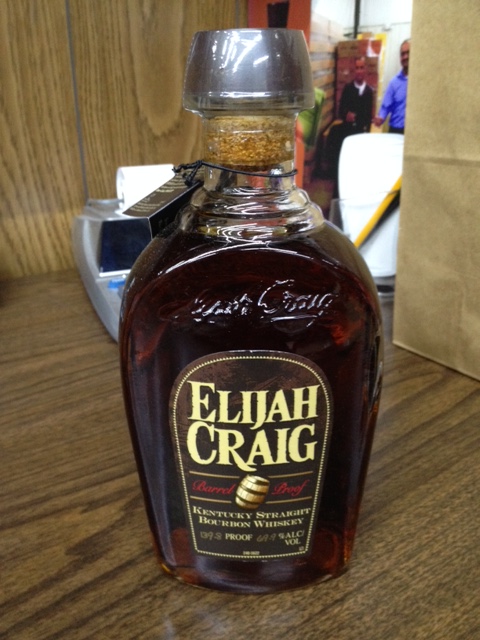 Elijah Craig
ELIJAH
CRAIG
Barrel Proof
KENTUCKY STRAIGHT
BOURBON WHISKEY
PROOF % ALC/
VOL